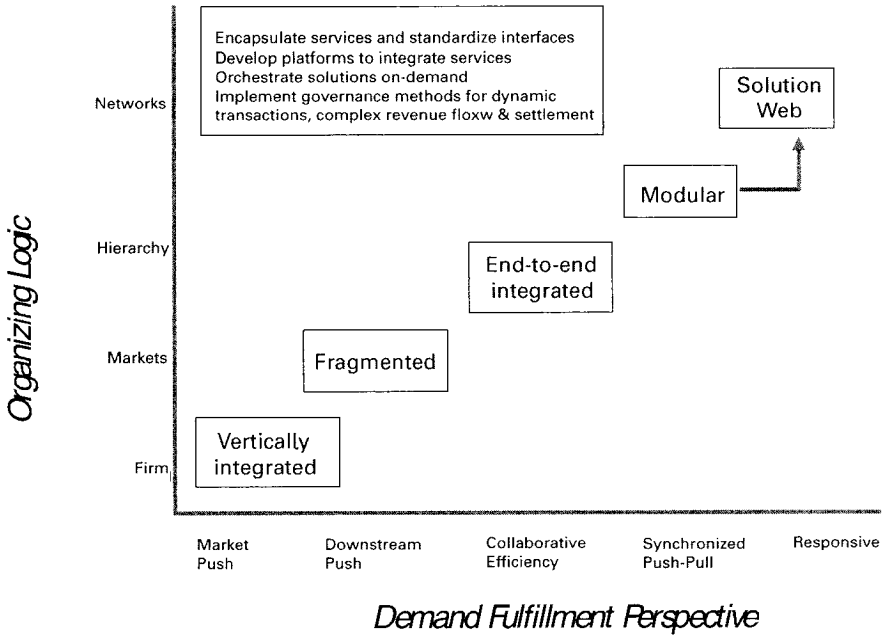 Encapsulate services and standardize interfaces
Develop platforms to integrate services
Orchestrate solutions on-demand
Implement governance methods for dynamic
transactions, complex revenue floxw & settlement
Networks
Solution
Web
Modular
Hierarchy
End-to-end
integrated
Markets
Fragmented
Vertically
integrated
Firm
Organizing Logic
Market
Push
Downstream
Push
Collaborative
Efficiency
Synchronized
Push-Pull
Responsive
Demand Fulfillment Perspective